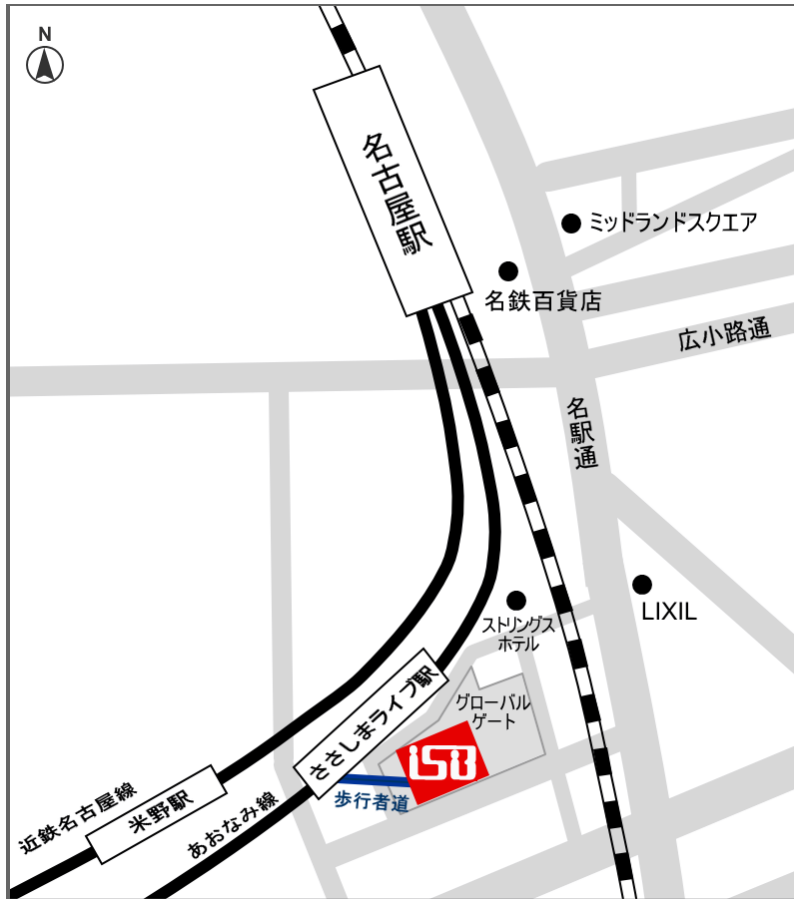 N
名古屋駅
ミッドランドスクエア
名鉄百貨店
広小路通
名駅通
LIXIL
ストリングス
ホテル
グローバル
ゲート
ささしまライブ駅
iSB
歩行者道
米野駅
近鉄名古屋線
あおなみ線